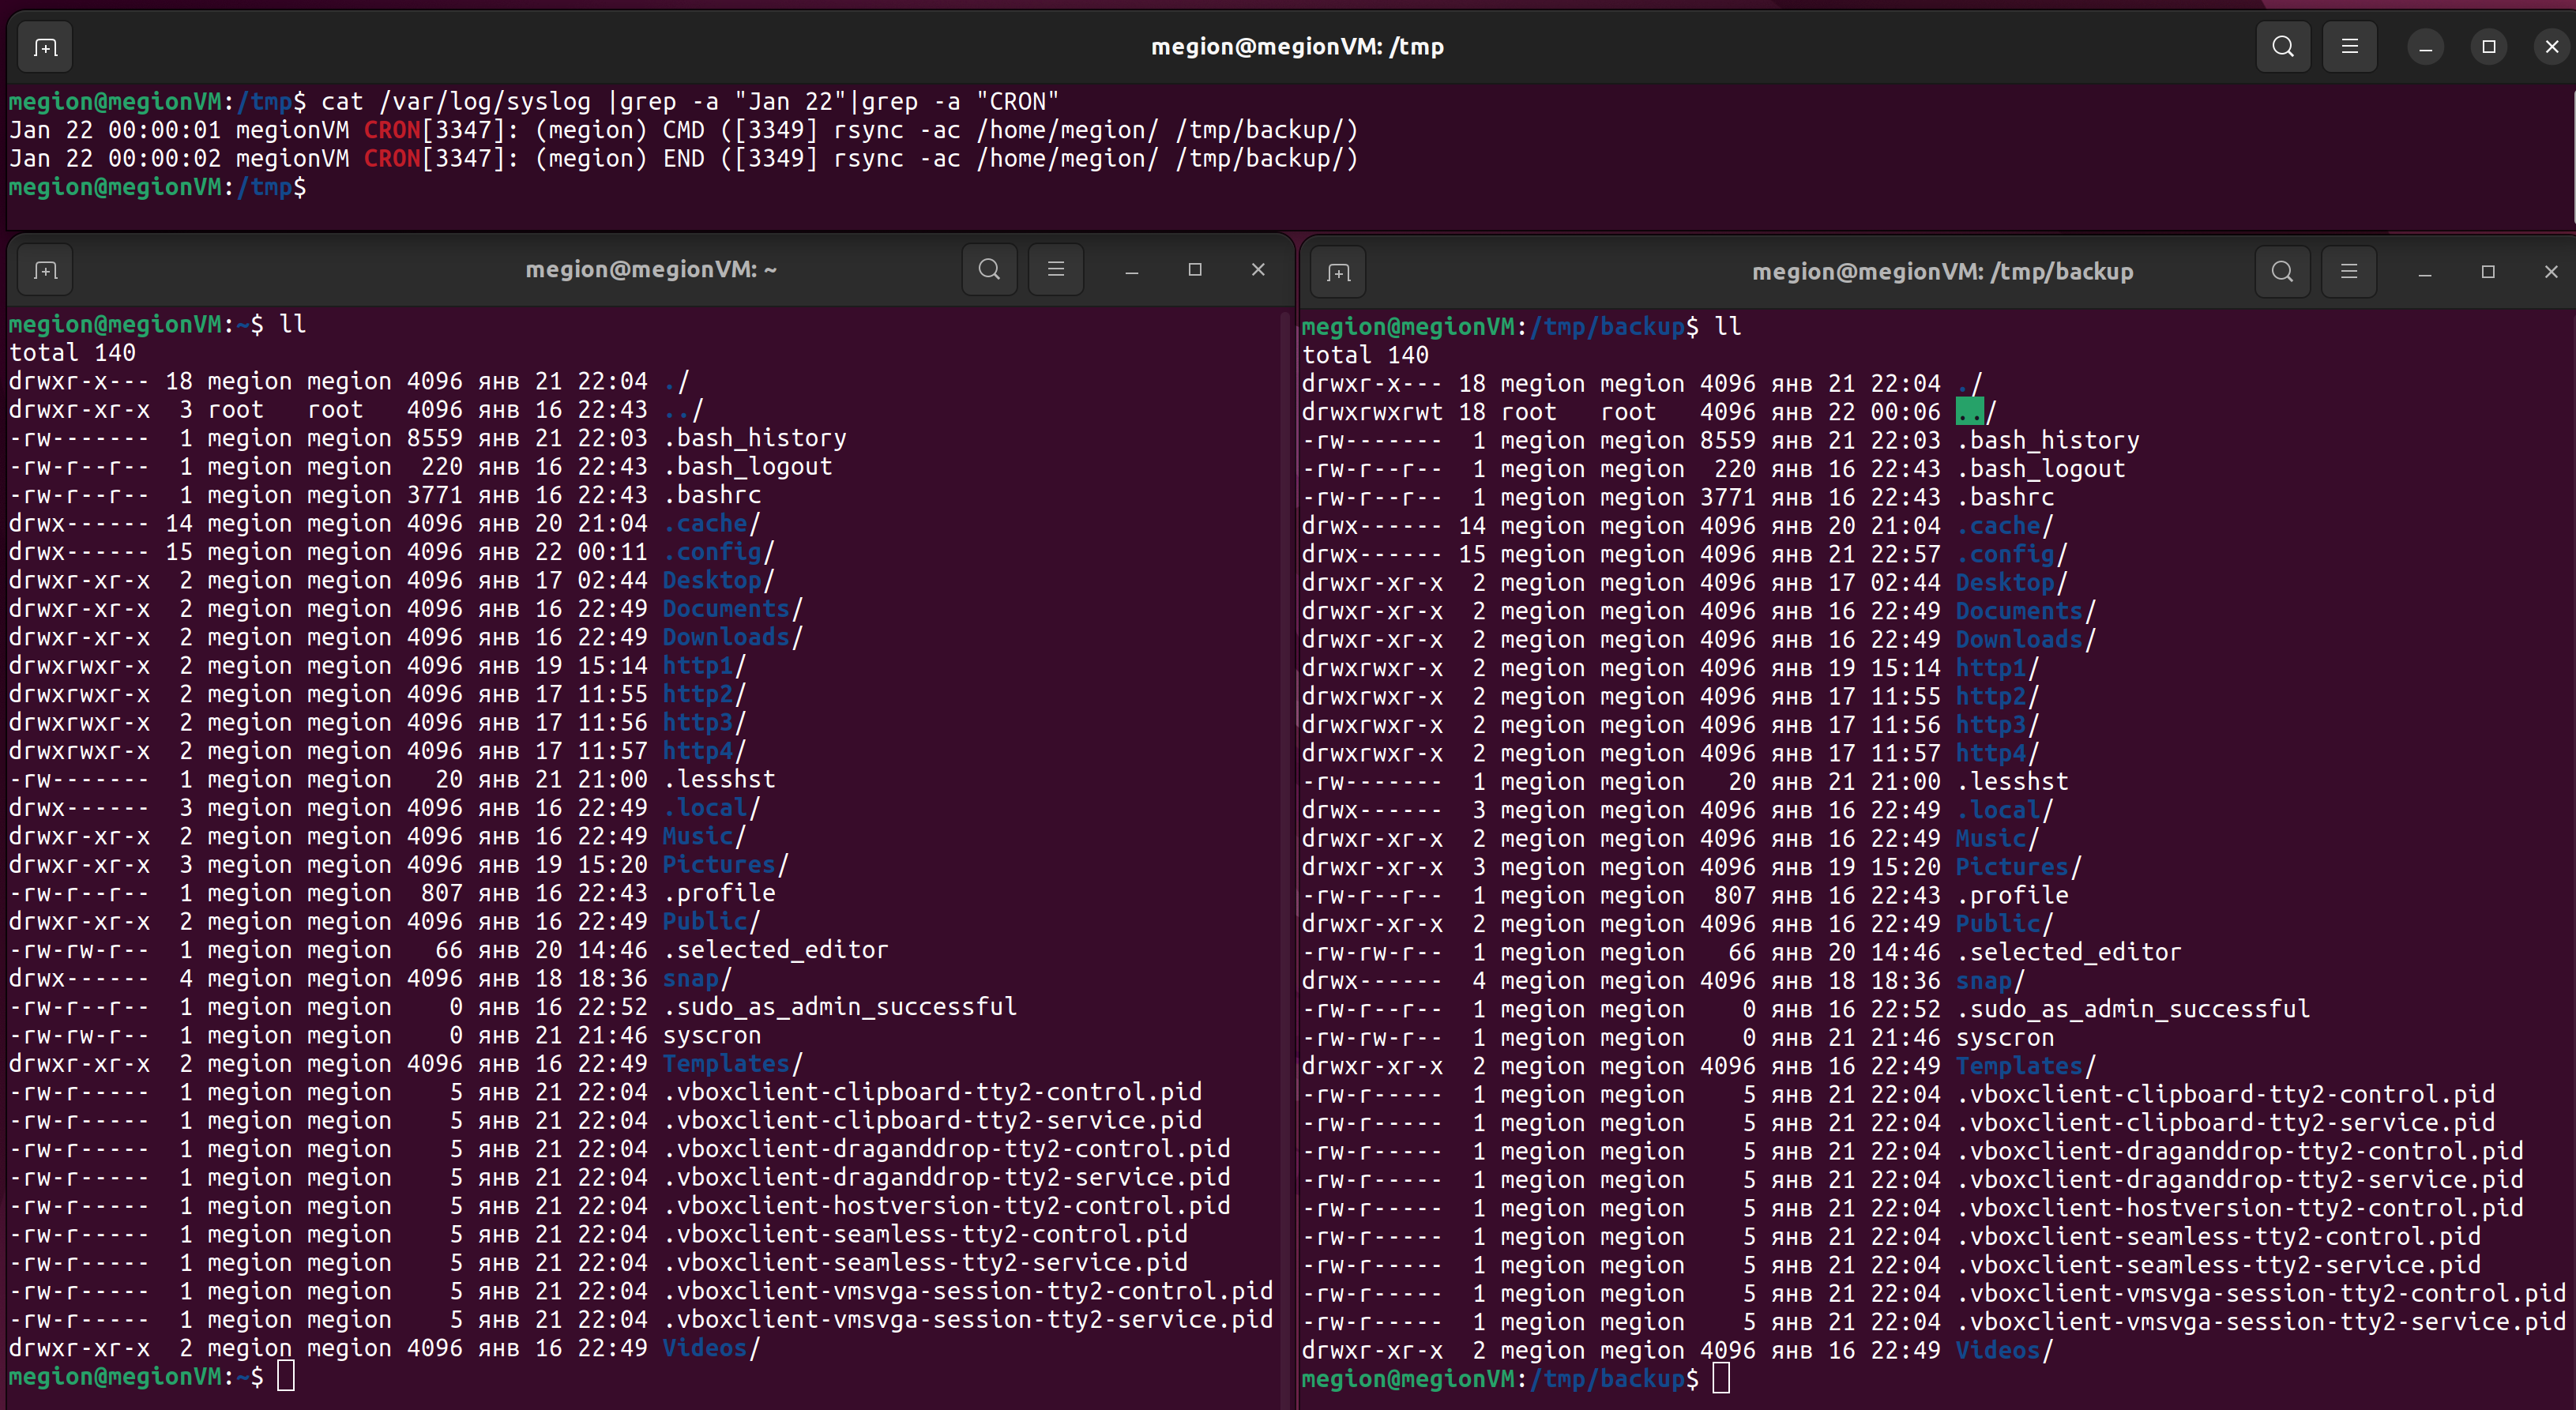 megion@megionVM: /tmp
megion@megionVM:/tmp$ cat /var/log/syslog |grep -a "Jan 22"|grep -a "CRON"
Jan 22 00:00:01 megionVM CRON[3347]: (megion) CMD ([3349] rsync -ac /home/megion/ /tmp/backup/)
Jan 22 00:00:02 megionVM CRON[3347]: (megion) END ([3349] rsync -ac /home/megion/ /tmp/backup/)
megion@megionVM:/tmp$
megion@megionVM: ~
megion@megionVM:~$ ll
total 140
drwxr-x--- 18 megion megion 4096 янв 21 22:04 ./
drwxr-xr-x  3 root   root   4096 янв 16 22:43 ../
-rw-------  1 megion megion 8559 янв 21 22:03 .bash_history
-rw-r--r--  1 megion megion  220 янв 16 22:43 .bash_logout
-rw-r--r--  1 megion megion 3771 янв 16 22:43 .bashrc
drwx------ 14 megion megion 4096 янв 20 21:04 .cache/
drwx------ 15 megion megion 4096 янв 22 00:11 .config/
drwxr-xr-x  2 megion megion 4096 янв 17 02:44 Desktop/
drwxr-xr-x  2 megion megion 4096 янв 16 22:49 Documents/
drwxr-xr-x  2 megion megion 4096 янв 16 22:49 Downloads/
drwxrwxr-x  2 megion megion 4096 янв 19 15:14 http1/
drwxrwxr-x  2 megion megion 4096 янв 17 11:55 http2/
drwxrwxr-x  2 megion megion 4096 янв 17 11:56 http3/
drwxrwxr-x  2 megion megion 4096 янв 17 11:57 http4/
-rw-------  1 megion megion   20 янв 21 21:00 .lesshst
drwx------  3 megion megion 4096 янв 16 22:49 .local/
drwxr-xr-x  2 megion megion 4096 янв 16 22:49 Music/
drwxr-xr-x  3 megion megion 4096 янв 19 15:20 Pictures/
-rw-r--r--  1 megion megion  807 янв 16 22:43 .profile
drwxr-xr-x  2 megion megion 4096 янв 16 22:49 Public/
-rw-rw-r--  1 megion megion   66 янв 20 14:46 .selected_editor
drwx------  4 megion megion 4096 янв 18 18:36 snap/
-rw-r--r--  1 megion megion    0 янв 16 22:52 .sudo_as_admin_successful
-rw-rw-r--  1 megion megion    0 янв 21 21:46 syscron
drwxr-xr-x  2 megion megion 4096 янв 16 22:49 Templates/
-rw-r-----  1 megion megion    5 янв 21 22:04 .vboxclient-clipboard-tty2-control.pid
-rw-r-----  1 megion megion    5 янв 21 22:04 .vboxclient-clipboard-tty2-service.pid
-rw-r-----  1 megion megion    5 янв 21 22:04 .vboxclient-draganddrop-tty2-control.pid
-rw-r-----  1 megion megion    5 янв 21 22:04 .vboxclient-draganddrop-tty2-service.pid
-rw-r-----  1 megion megion    5 янв 21 22:04 .vboxclient-hostversion-tty2-control.pid
-rw-r-----  1 megion megion    5 янв 21 22:04 .vboxclient-seamless-tty2-control.pid
-rw-r-----  1 megion megion    5 янв 21 22:04 .vboxclient-seamless-tty2-service.pid
-rw-r-----  1 megion megion    5 янв 21 22:04 .vboxclient-vmsvga-session-tty2-control.pid
-rw-r-----  1 megion megion    5 янв 21 22:04 .vboxclient-vmsvga-session-tty2-service.pid
drwxr-xr-x  2 megion megion 4096 янв 16 22:49 Videos/
megion@megionVM:~$
megion@megionVM: /tmp/backup
megion@megionVM:/tmp/backup$ ll
total 140
drwxr-x--- 18 megion megion 4096 янв 21 22:04 ./
drwxrwxrwt 18 root   root   4096 янв 22 00:06 ../
-rw-------  1 megion megion 8559 янв 21 22:03 .bash_history
-rw-r--r--  1 megion megion  220 янв 16 22:43 .bash_logout
-rw-r--r--  1 megion megion 3771 янв 16 22:43 .bashrc
drwx------ 14 megion megion 4096 янв 20 21:04 .cache/
drwx------ 15 megion megion 4096 янв 21 22:57 .config/
drwxr-xr-x  2 megion megion 4096 янв 17 02:44 Desktop/
drwxr-xr-x  2 megion megion 4096 янв 16 22:49 Documents/
drwxr-xr-x  2 megion megion 4096 янв 16 22:49 Downloads/
drwxrwxr-x  2 megion megion 4096 янв 19 15:14 http1/
drwxrwxr-x  2 megion megion 4096 янв 17 11:55 http2/
drwxrwxr-x  2 megion megion 4096 янв 17 11:56 http3/
drwxrwxr-x  2 megion megion 4096 янв 17 11:57 http4/
-rw-------  1 megion megion   20 янв 21 21:00 .lesshst
drwx------  3 megion megion 4096 янв 16 22:49 .local/
drwxr-xr-x  2 megion megion 4096 янв 16 22:49 Music/
drwxr-xr-x  3 megion megion 4096 янв 19 15:20 Pictures/
-rw-r--r--  1 megion megion  807 янв 16 22:43 .profile
drwxr-xr-x  2 megion megion 4096 янв 16 22:49 Public/
-rw-rw-r--  1 megion megion   66 янв 20 14:46 .selected_editor
drwx------  4 megion megion 4096 янв 18 18:36 snap/
-rw-r--r--  1 megion megion    0 янв 16 22:52 .sudo_as_admin_successful
-rw-rw-r--  1 megion megion    0 янв 21 21:46 syscron
drwxr-xr-x  2 megion megion 4096 янв 16 22:49 Templates/
-rw-r-----  1 megion megion    5 янв 21 22:04 .vboxclient-clipboard-tty2-control.pid
-rw-r-----  1 megion megion    5 янв 21 22:04 .vboxclient-clipboard-tty2-service.pid
-rw-r-----  1 megion megion    5 янв 21 22:04 .vboxclient-draganddrop-tty2-control.pid
-rw-r-----  1 megion megion    5 янв 21 22:04 .vboxclient-draganddrop-tty2-service.pid
-rw-r-----  1 megion megion    5 янв 21 22:04 .vboxclient-hostversion-tty2-control.pid
-rw-r-----  1 megion megion    5 янв 21 22:04 .vboxclient-seamless-tty2-control.pid
-rw-r-----  1 megion megion    5 янв 21 22:04 .vboxclient-seamless-tty2-service.pid
-rw-r-----  1 megion megion    5 янв 21 22:04 .vboxclient-vmsvga-session-tty2-control.pid
-rw-r-----  1 megion megion    5 янв 21 22:04 .vboxclient-vmsvga-session-tty2-service.pid
drwxr-xr-x  2 megion megion 4096 янв 16 22:49 Videos/
megion@megionVM:/tmp/backup$